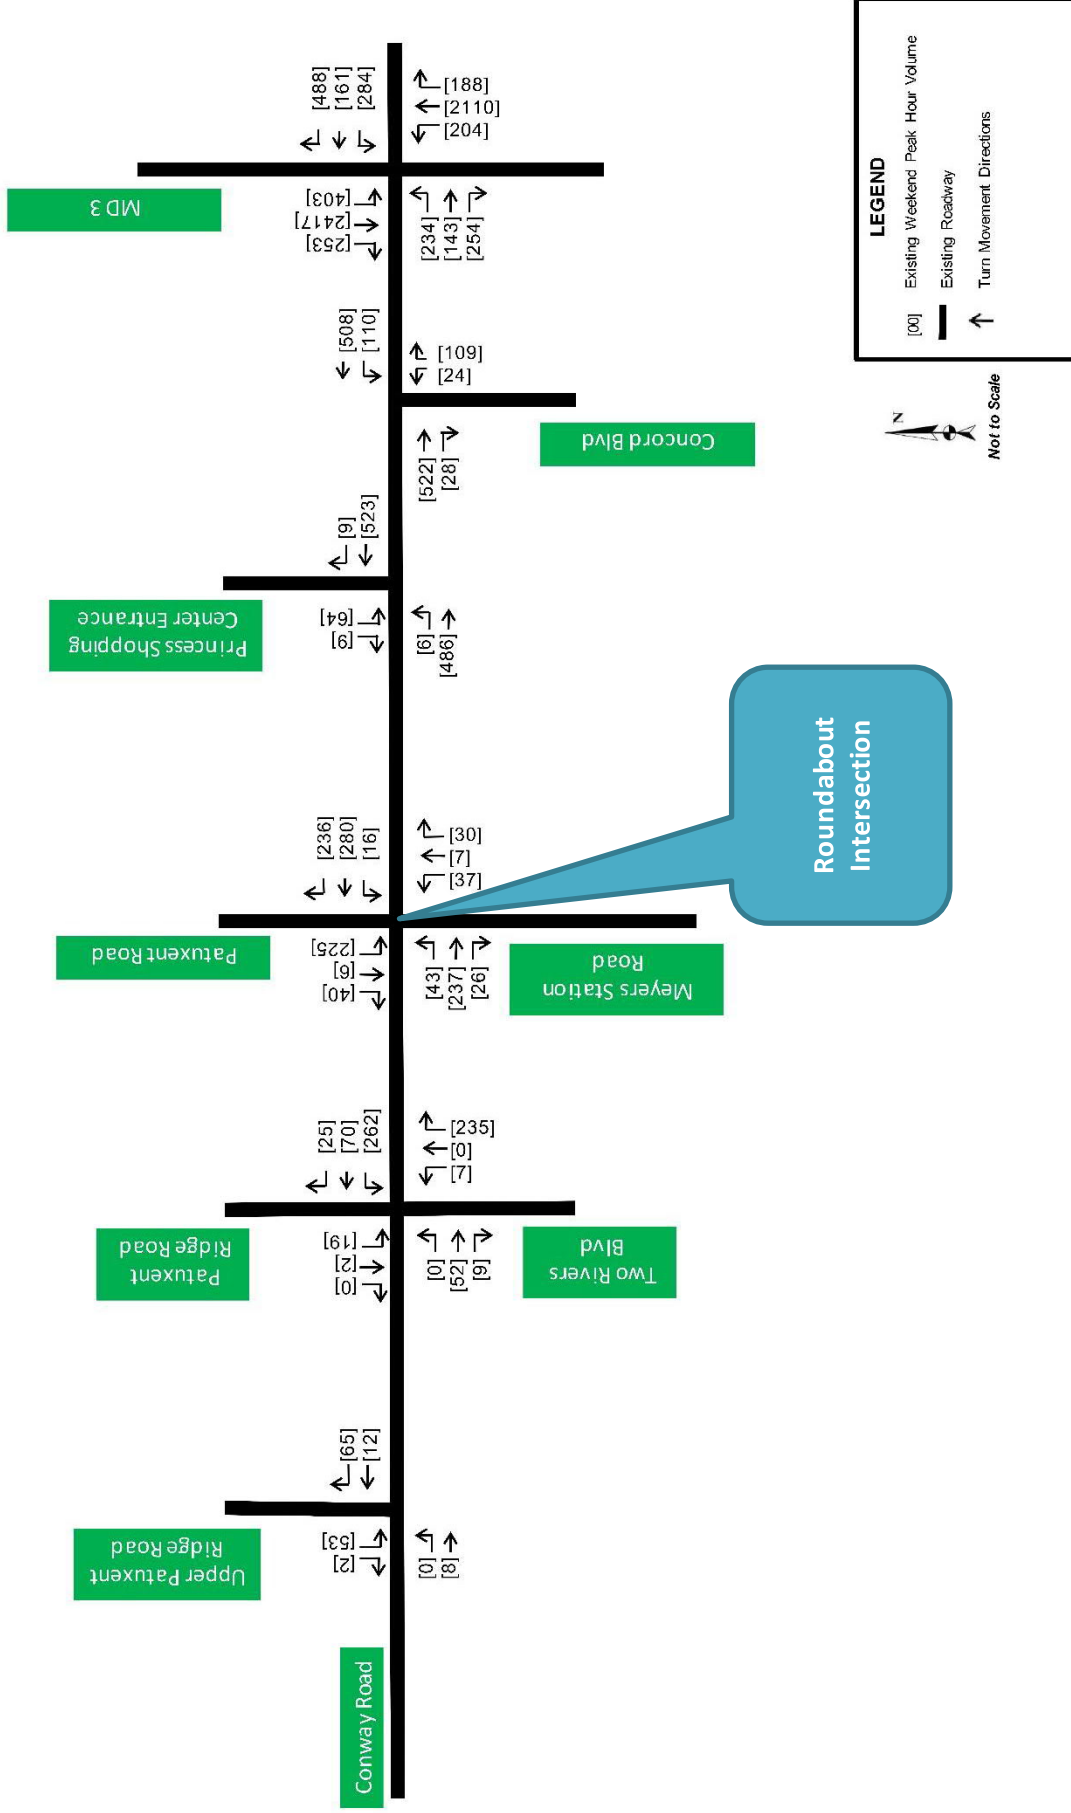 MD 3
[488]
[161]
[284]
[403]
[2417]
[253]
[188]
[2110]
[204]
[234]
[143]
[254]
[508]
[110]
[109]
[24]
[522]
[28]
Concord Blvd
[9]
[523]
Princess Shopping
Center Entrance
[64]
[9]
[6]
[486]
[236]
[280]
[16]
Patuxent Road
[225]
[6]
[40]
[30]
[7]
[37]
[43]
[237]
[26]
Meyers Station
Road
Roundabout
Intersection
[25]
[70]
[262]
Patuxent
Ridge Road
[19]
[2]
[0]
[235]
[0]
[7]
[0]
[52]
[9]
Two Rivers
Blvd
[65]
[12]
Upper Patuxent
Ridge Road
[53]
[2]
[0]
[8]
Conway Road
LEGEND
[00] Existing Weekend Peak Hour Volume
Existing Roadway
Turn Movement Directions
N
Not to Scale